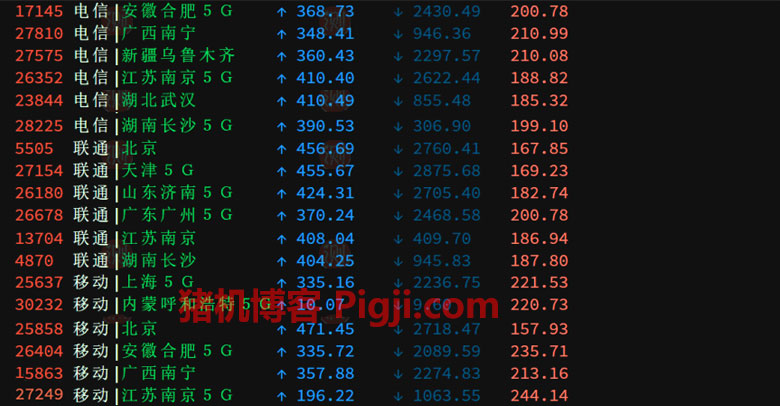 17145 电信|安徽合肥5G ↑ 368.73 ↓ 2430.49 200.78
27810 电信|广西南宁 ↑ 348.41 ↓ 946.36 210.99
27575 电信|新疆乌鲁木齐 ↑ 360.43 ↓ 2297.57 210.08
26352 电信|江苏南京5G ↑ 410.40 ↓ 2622.44 188.82
23844 电信|湖北武汉 ↑ 410.49 ↓ 855.48 185.32
28225 电信|湖南长沙5G ↑ 390.53 ↓ 306.90 199.10
5505 联通|北京 ↑ 456.69 ↓ 2760.41 167.85
27154 联通|天津5G ↑ 455.67 ↓ 2875.68 169.23
26180 联通|山东济南5G ↑ 424.31 ↓ 2705.40 182.74
26678 联通|广东广州5G ↑ 370.24 ↓ 2468.58 200.78
13704 联通|江苏南京 ↑ 408.04 ↓ 409.70 186.94
4870 联通|湖南长沙 ↑ 404.25 ↓ 945.83 187.80
25637 移动|上海5G ↑ 335.16 ↓ 2236.75 221.53
30232 移动|内蒙呼和浩特5G ↑ 10.07 ↓ 220.73
猪机博客 Pigji.com
25858 移动|北京 ↑ 471.45 ↓ 2718.47 157.93
26404 移动|安徽合肥5G ↑ 335.72 ↓ 2089.59 235.71
15863 移动|广西南宁 ↑ 357.88 ↓ 2274.83 213.16
27249 移动|江苏南京5G ↑ 196.22 ↓ 1063.55 244.14